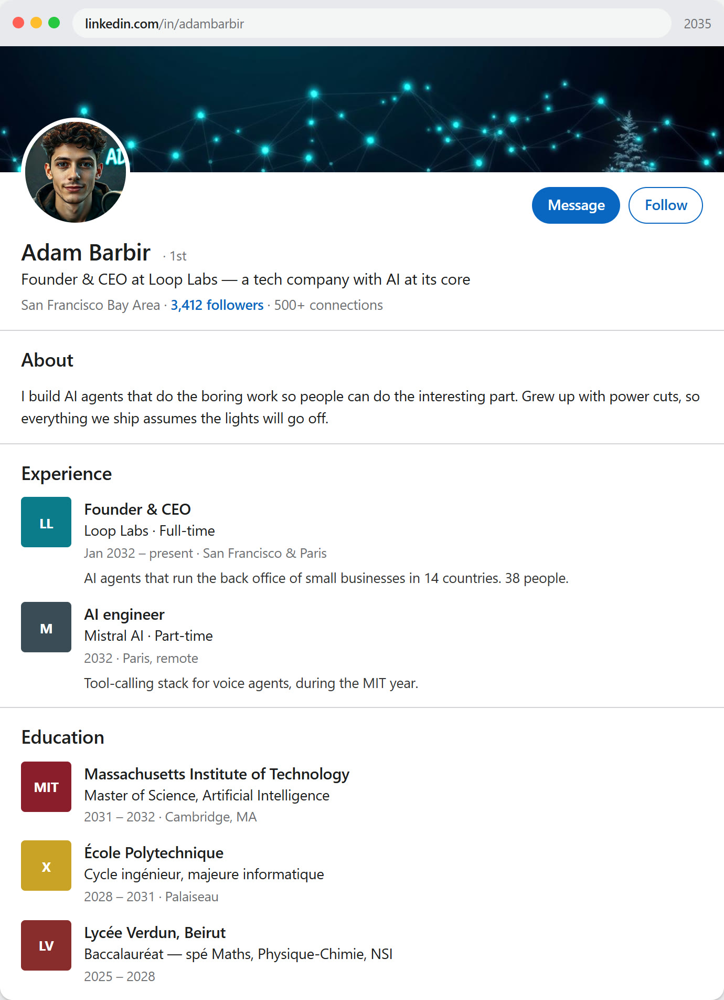 linkedin.com/in/adambarbir
2035
AD
Message
Follow
Adam Barbir · 1st
Founder & CEO at Loop Labs — a tech company with AI at its core
San Francisco Bay Area · 3,412 followers · 500+ connections
About
I build AI agents that do the boring work so people can do the interesting part. Grew up with power cuts, so
everything we ship assumes the lights will go off.
Experience
LL
Founder & CEO
Loop Labs · Full-time
Jan 2032 – present · San Francisco & Paris
AI agents that run the back office of small businesses in 14 countries. 38 people.
M
AI engineer
Mistral AI · Part-time
2032 · Paris, remote
Tool-calling stack for voice agents, during the MIT year.
Education
MIT
Massachusetts Institute of Technology
Master of Science, Artificial Intelligence
2031 – 2032 · Cambridge, MA
X
École Polytechnique
Cycle ingénieur, majeure informatique
2028 – 2031 · Palaiseau
LV
Lycée Verdun, Beirut
Baccalauréat — spé Maths, Physique-Chimie, NSI
2025 – 2028